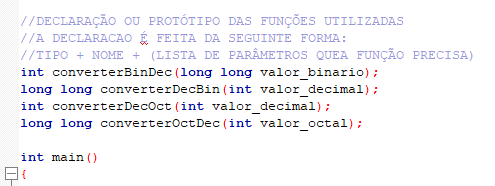 //DECLARAÇÃO OU PROTÓTIPO DAS FUNÇÕES UTILIZADAS
//A DECLARACAO É FEITA DA SEGUINTE FORMA:
//TIPO + NOME + (LISTA DE PARÂMETROS QUEA FUNÇÃO PRECISA)
int converterBinDec(long long valor_binario);
long long converterDecBin(int valor_decimal);
int converterDecOct(int valor_decimal);
long long converterOctDec(int valor_octal);
int main()
{